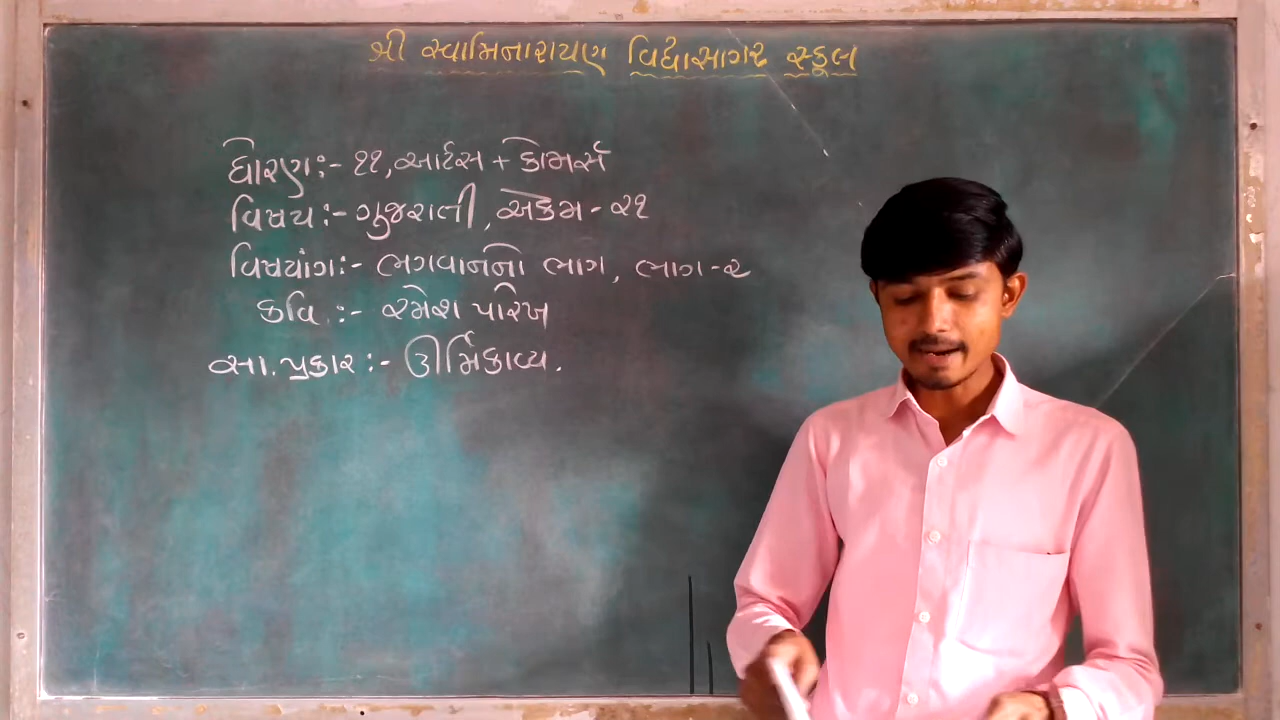 શ્રી સ્વામિનારાયણ વિદ્યાસાગર સ્કૂલ
ધોરણ:- ૧૧, આર્ટસ + કોમર્સ
વિષય:- ગુજરાતી, એકમ - ૨૧
વિષયાંગ:- ભગવાનનો ભાગ, ભાગ-૨
કવિ :- રમેશ પારેખ
સા. પ્રકાર :- ઊર્મિકાવ્ય.